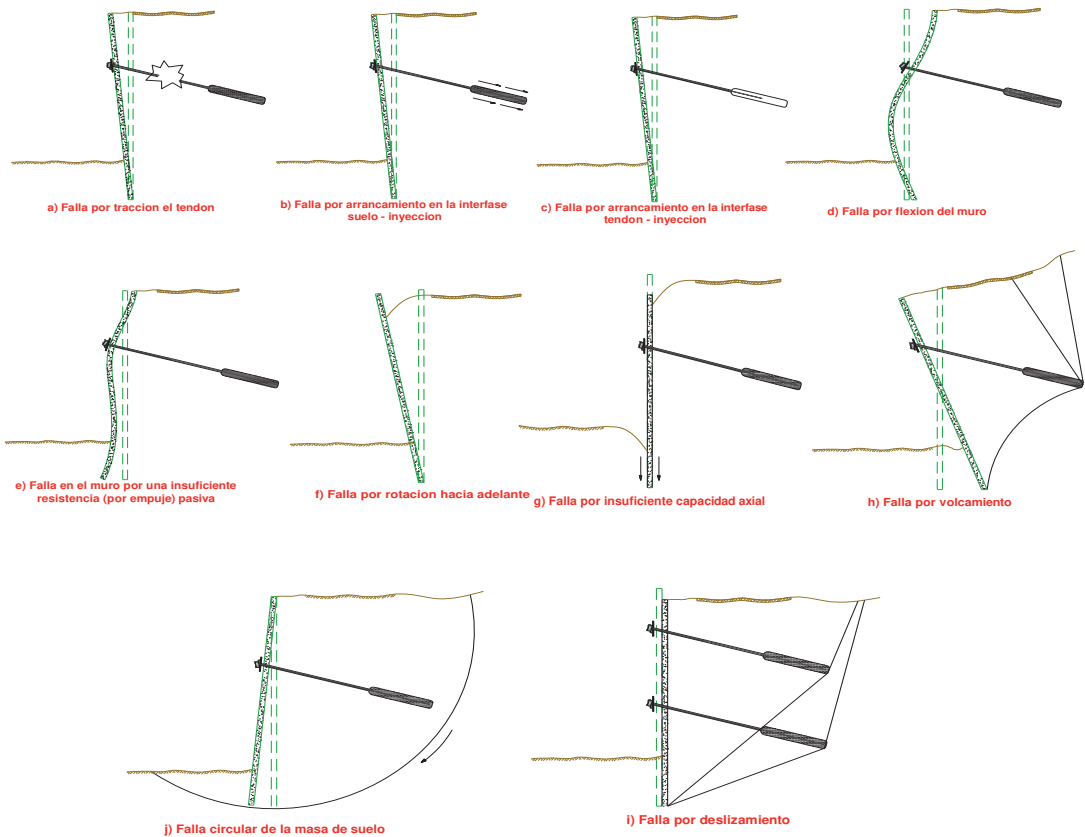 a) Falla por traccion el tendon
b) Falla por arrancamiento en la interfase
suelo - inyeccion
c) Falla por arrancamiento en la interfase
tendon - inyeccion
d) Falla por flexion del muro
e) Falla en el muro por una insuficiente
resistencia (por empuje) pasiva
f) Falla por rotacion hacia adelante
g) Falla por insuficiente capacidad axial
h) Falla por volcamiento
j) Falla circular de la masa de suelo
i) Falla por deslizamiento